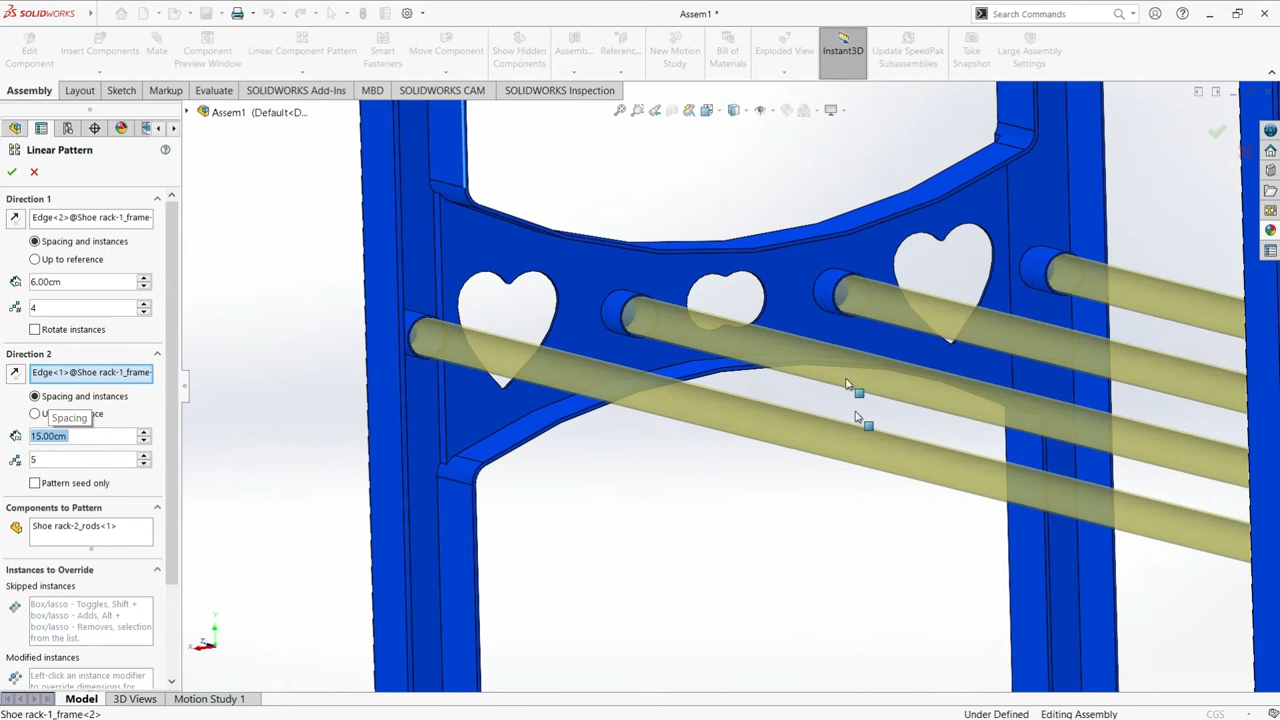 SOLIDWORKS
Assem1 *
Search Commands
Edit Component
Insert Components
Mate
Component Preview Window
Linear Component Pattern
Smart Fasteners
Move Component
Show Hidden Components
Assemb...
Referenc...
New Motion Study
Bill of Materials
Exploded View
Instant3D
Update SpeedPak Subassemblies
Take Snapshot
Large Assembly Settings
Assembly
Layout
Sketch
Markup
Evaluate
SOLIDWORKS Add-Ins
MBD
SOLIDWORKS CAM
SOLIDWORKS Inspection
Assem1 (Default<D...
Linear Pattern
Direction 1
Edge<2>@Shoe rack-1_frame-
Spacing and instances
Up to reference
6.00cm
4
Rotate instances
Direction 2
Edge<1>@Shoe rack-1_frame-
Spacing and instances
Spacing
15.00cm
5
Pattern seed only
Components to Pattern
Shoe rack-2_rods<1>
Instances to Override
Skipped instances
Box/lasso - Toggles, Shift +
box/lasso - Adds, Alt +
box/lasso - Removes, selection
from the list.
Modified instances
Left-click an instance modifier
Model
3D Views
Motion Study 1
Shoe rack-1_frame<2>
Under Defined
Editing Assembly
CGS